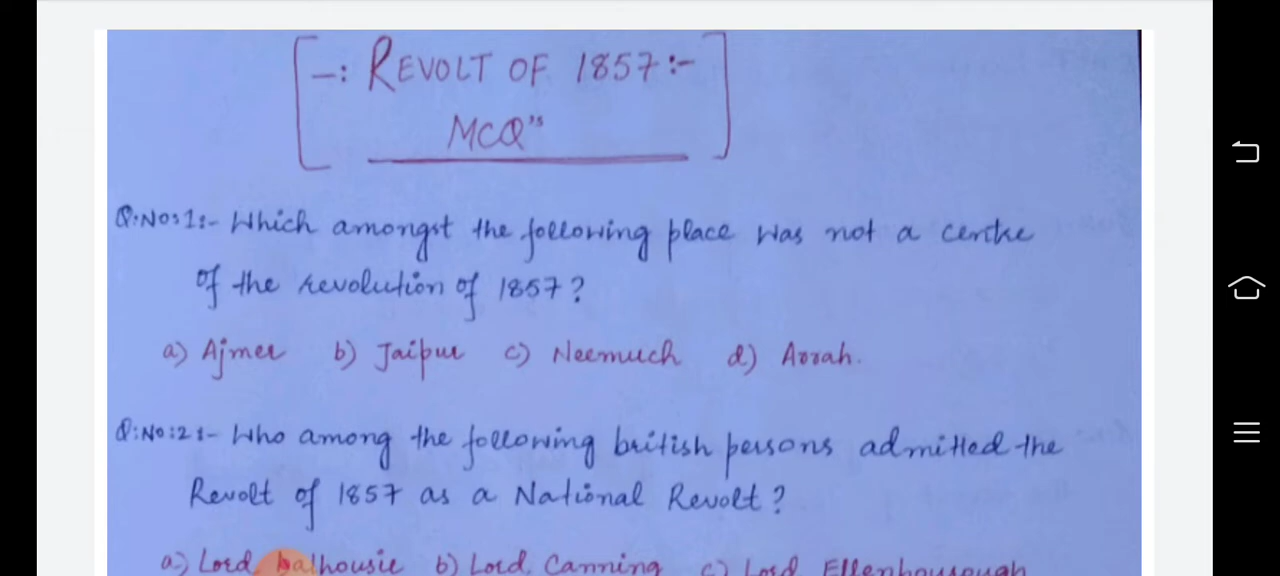 -: REVOLT OF 1857:-
MCQ"s
Q:No:1:- Which amongst the following place was not a centre
of the revolution of 1857?
a) Ajmer b) Jaipur c) Neemuch d) Arrah.
Q:No:2:- Who among the following british persons admitted the
Revolt of 1857 as a National Revolt?
a) Lord Dalhousie b) Lord Canning c) Lord Ellenbourough